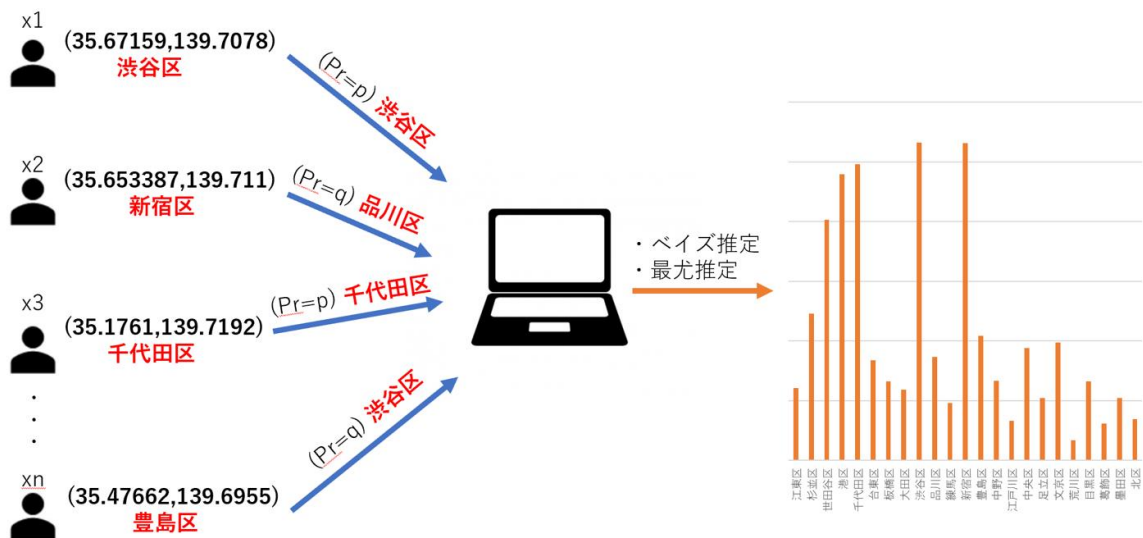 x1
(35.67159,139.7078)
渋谷区
(Pr=p) 渋谷区
x2
(35.653387,139.711)
新宿区
(Pr=q) 品川区
x3
(35.1761,139.7192)
千代田区
(Pr=p) 千代田区
・
・
・
xn
(35.47662,139.6955)
豊島区
(Pr=q) 渋谷区
・ベイズ推定
・最尤推定
江東区
杉並区
世田谷区
港区
千代田区
台東区
板橋区
大田区
渋谷区
品川区
練馬区
新宿区
豊島区
中野区
江戸川区
中央区
足立区
文京区
荒川区
目黒区
葛飾区
墨田区
北区